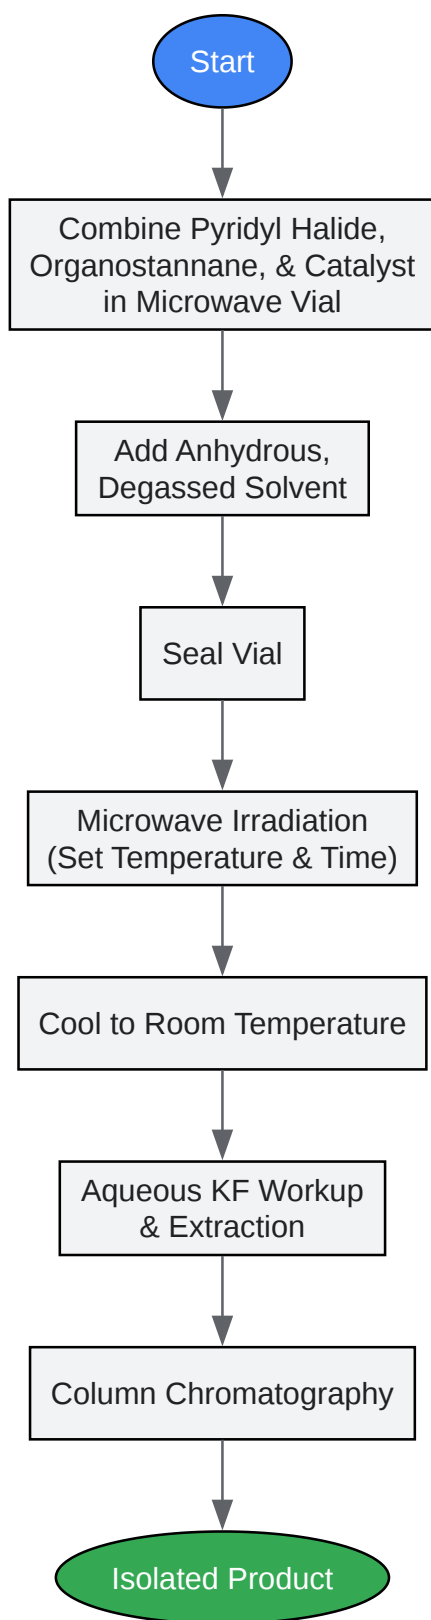 Start
Combine Pyridyl Halide,
Organostannane, & Catalyst
in Microwave Vial
Add Anhydrous,
Degassed Solvent
Seal Vial
Microwave Irradiation
(Set Temperature & Time)
Cool to Room Temperature
Aqueous KF Workup
& Extraction
Column Chromatography
Isolated Product